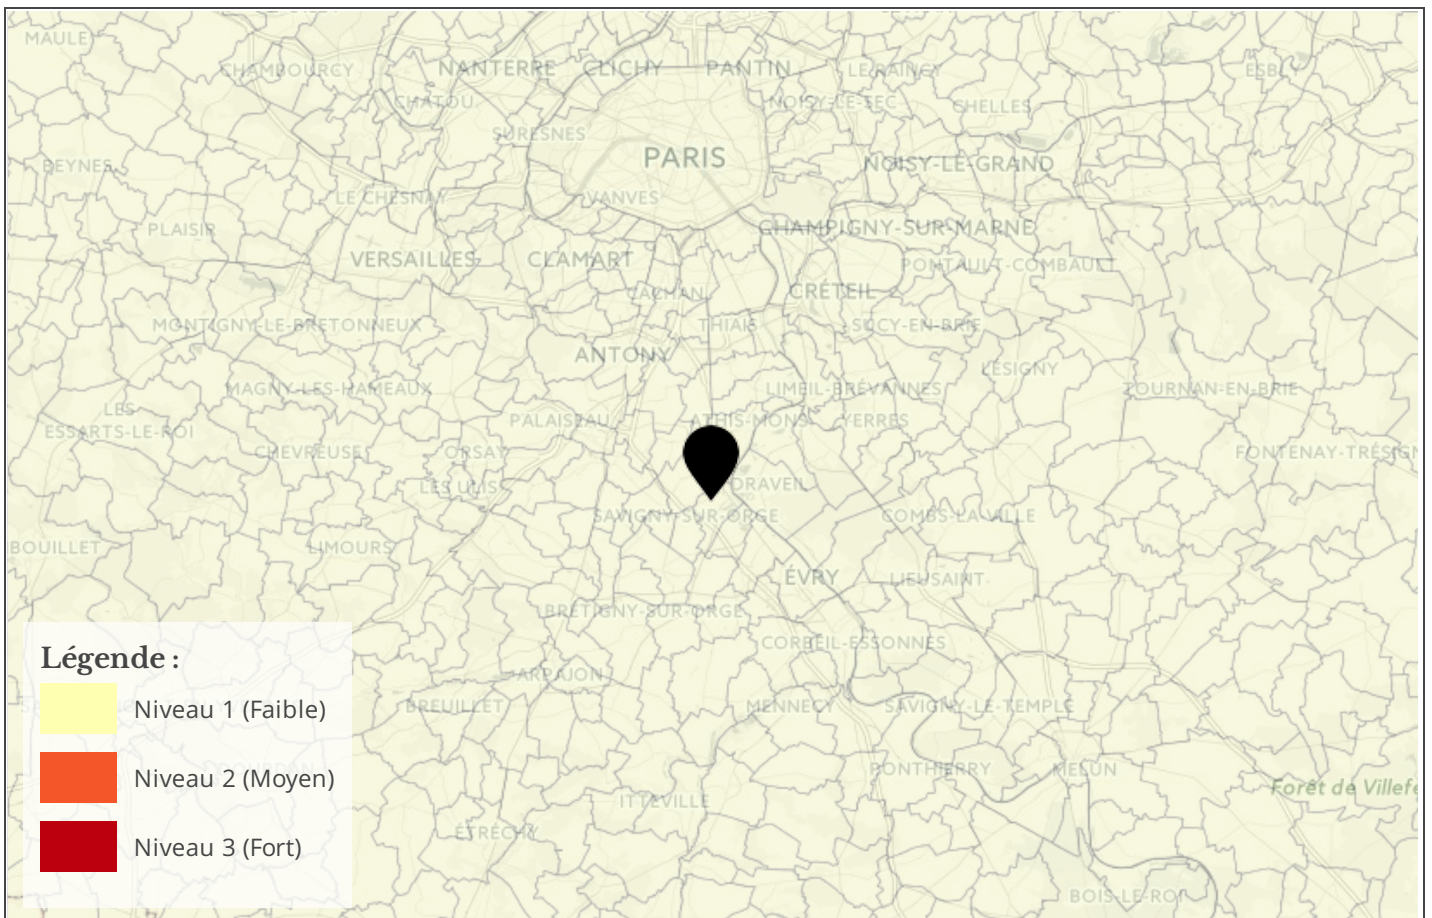 MAULE
CHAMBOURCY
NANTERRE
CLICHY
PANTIN
LE RAINCY
ESBLY
CHATOU
NOISY-LE-SEC
CHELLES
SURESNES
PARIS
NOISY-LE-GRAND
BEYNES
LE CHESNAY
VANVES
PLAISIR
CHAMPIGNY-SUR-MARNE
VERSAILLES
CLAMART
PONTAULT-COMBAULT
CACHAN
CRÉTEIL
MONTIGNY-LE-BRETONNEUX
THIAIS
SUCY-EN-BRIE
ANTONY
LÉSIGNY
MAGNY-LES-HAMEAUX
LIMEIL-BRÉVANNES
TOURNAN-EN-BRIE
LES
ESSARTS-LE-ROI
PALAISEAU
ATHIS-MONS
YERRES
CHEVREUSE
ORSAY
FONTENAY-TRÉSIGN
LES ULIS
DRAVEIL
SAVIGNY-SUR-ORGE
COMBS-LA-VILLE
BOUILLET
LIMOURS
ÉVRY
LIEUSAINT
BRÉTIGNY-SUR-ORGE
CORBEIL-ESSONNES
ARPAJON
BREUILLET
MENNECY
SAVIGNY-LE-TEMPLE
PONTHIERRY
MELUN
Forêt de Villefe
ITTEVILLE
ÉTRÉCHY
BOIS-LE-ROI
Légende :
Niveau 1 (Faible)
Niveau 2 (Moyen)
DOURDAN
Niveau 3 (Fort)